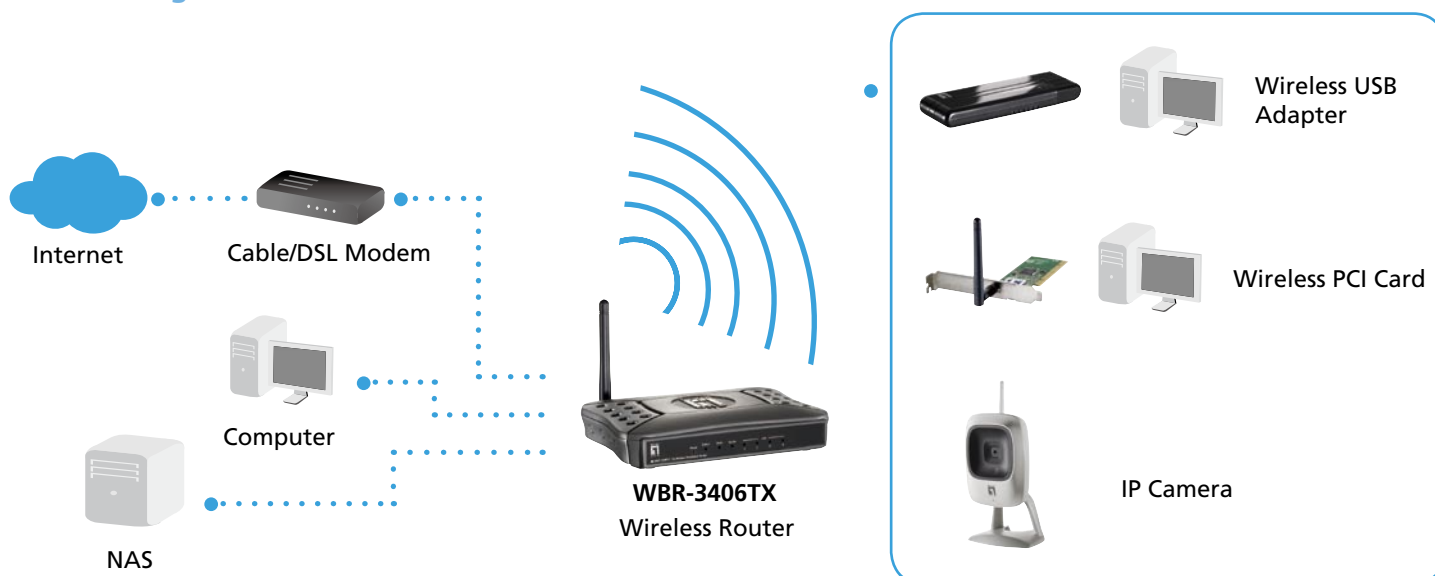 Wireless USB
Adapter
Internet
Cable/DSL Modem
Wireless PCI Card
Computer
WBR-3406TX
Wireless Router
IP Camera
NAS